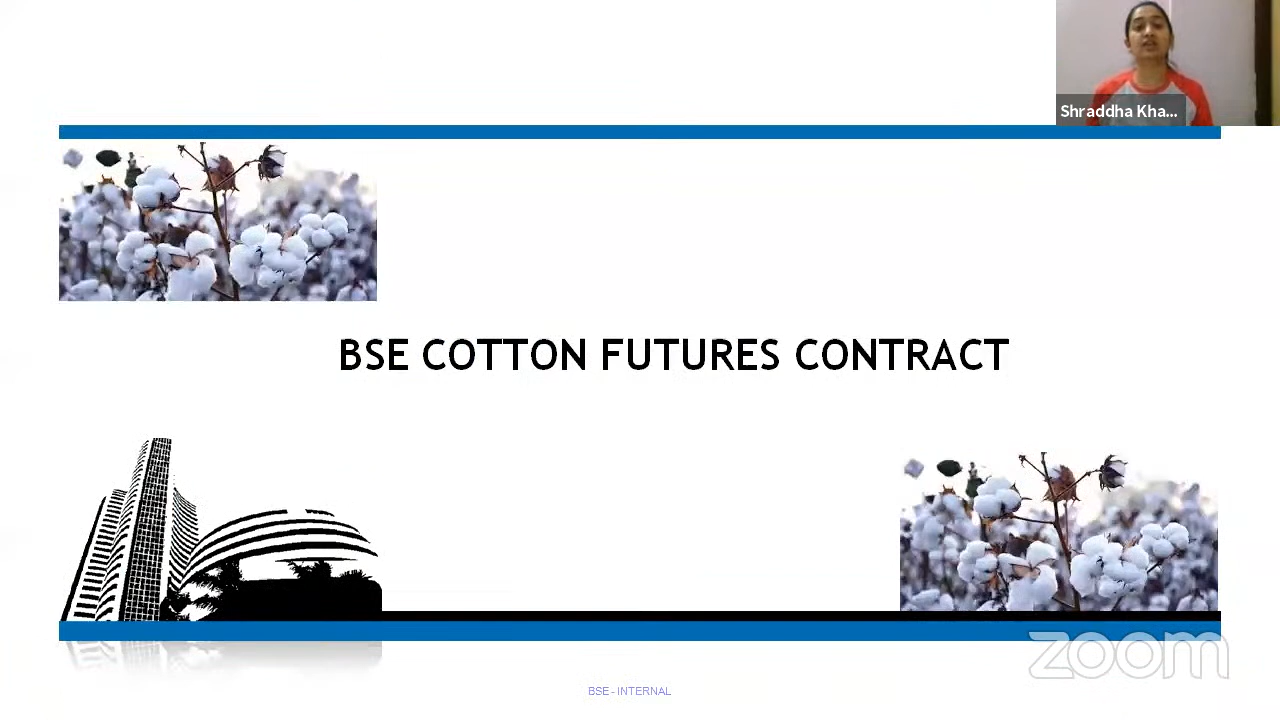 Shraddha Kha...
BSE COTTON FUTURES CONTRACT
zoom
BSE - INTERNAL